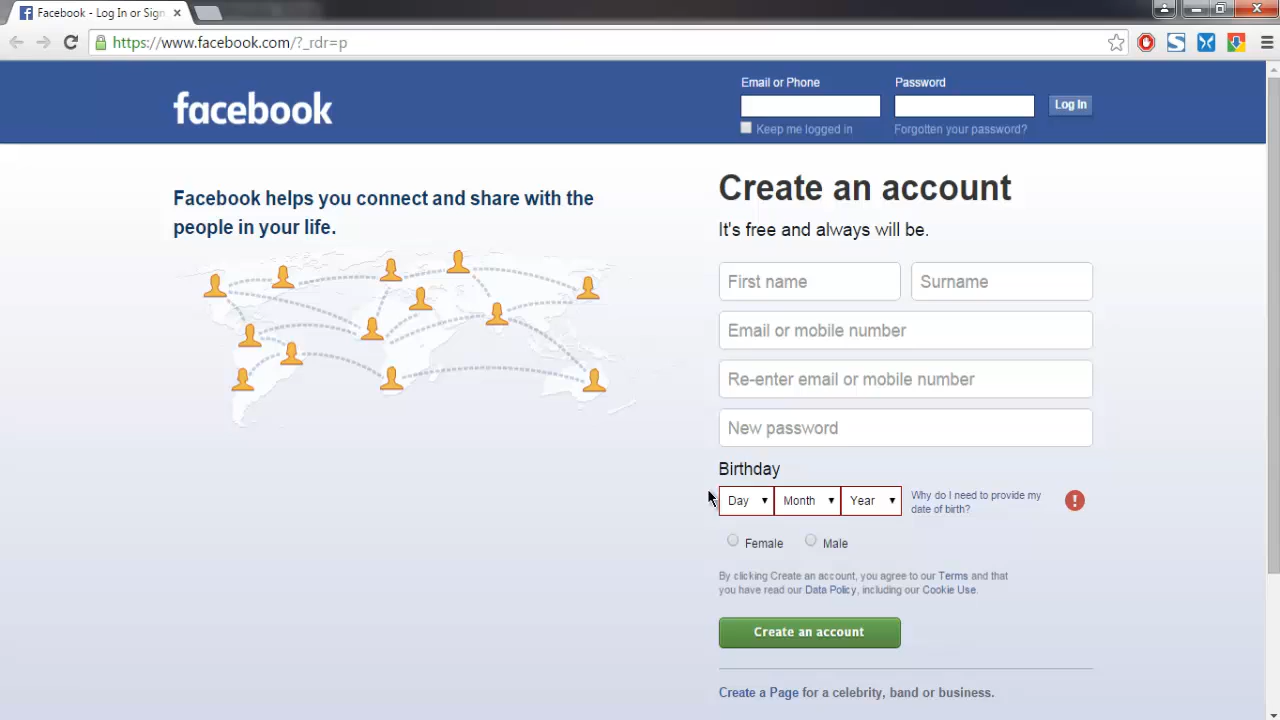 Facebook - Log In or Sign
https://www.facebook.com/?_rdr=p
facebook
Email or Phone
Password
Log In
Keep me logged in
Forgotten your password?
Facebook helps you connect and share with the
people in your life.
Create an account
It's free and always will be.
First name
Surname
Email or mobile number
Re-enter email or mobile number
New password
Birthday
Day
Month
Year
Why do I need to provide my
date of birth?
Female
Male
By clicking Create an account, you agree to our Terms and that
you have read our Data Policy, including our Cookie Use.
Create an account
Create a Page for a celebrity, band or business.